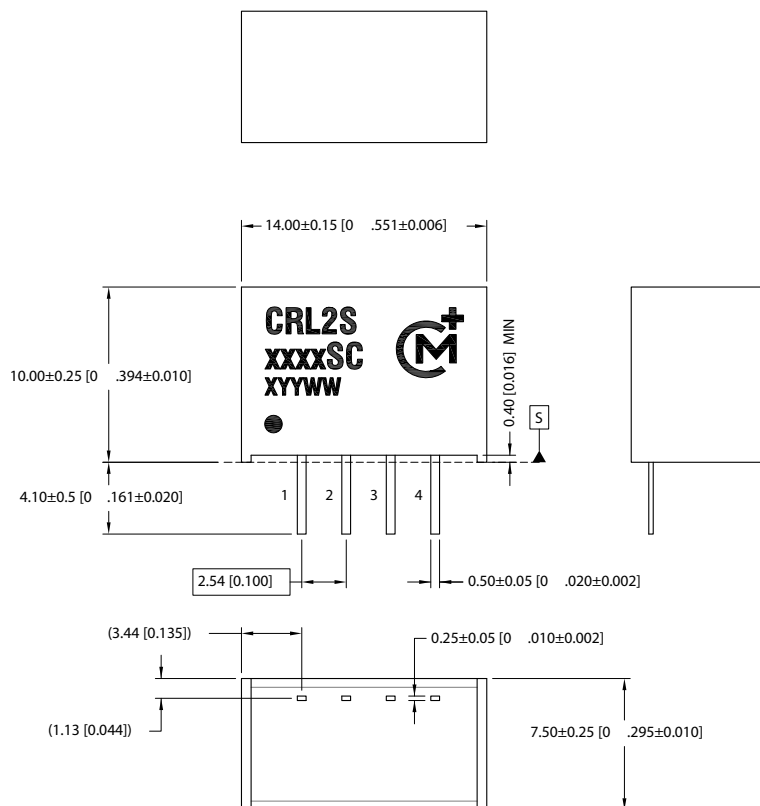 14.00±0.15 [0 .551±0.006]
CRL2S
XXXXSC
XYYWW
CM+
10.00±0.25 [0 .394±0.010]
0.40 [0.016] MIN
S
4.10±0.5 [0 .161±0.020]
1 2 3 4
2.54 [0.100]
0.50±0.05 [0 .020±0.002]
(3.44 [0.135])
0.25±0.05 [0 .010±0.002]
(1.13 [0.044])
7.50±0.25 [0 .295±0.010]